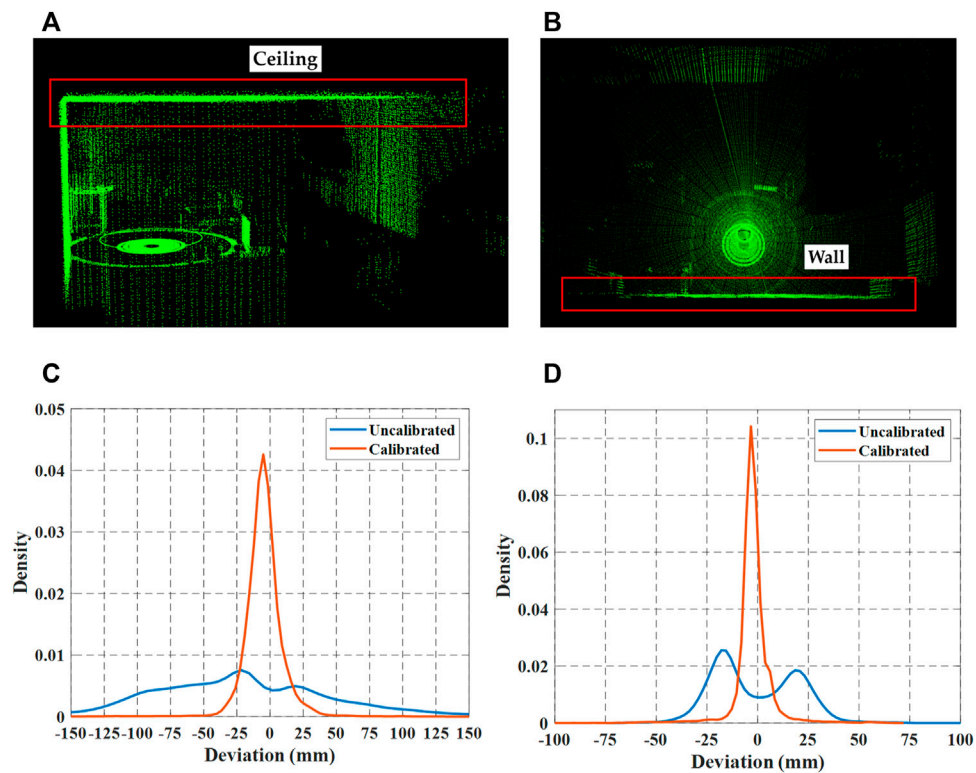 A
B
Ceiling
Wall
C
D
0.05
0.04
0.03
0.02
0.01
0
Density
Uncalibrated
Calibrated
-150
-125
-100
-75
-50
-25
0
25
50
75
100
125
150
Deviation (mm)
0.1
0.08
0.06
0.04
0.02
0
Density
Uncalibrated
Calibrated
-100
-75
-50
-25
0
25
50
75
100
Deviation (mm)